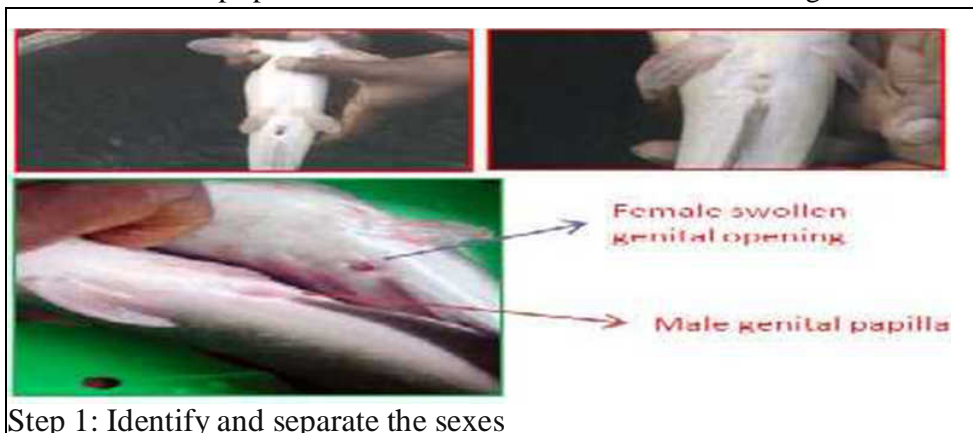 Female swollen
genital opening
Male genital papilla
Step 1: Identify and separate the sexes